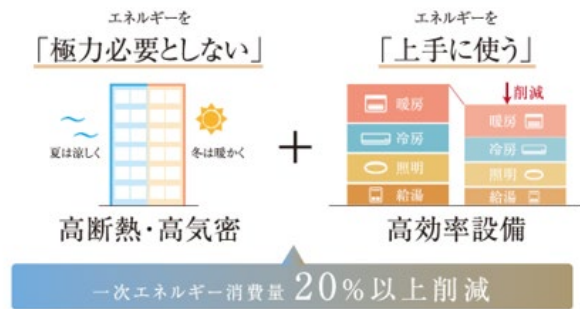 エネルギーを
「極力必要としない」
夏は涼しく
冬は暖かく
高断熱・高気密
＋
エネルギーを
「上手に使う」
削減
暖房
冷房
照明
給湯
暖房
冷房
照明
給湯
高効率設備
一次エネルギー消費量 20%以上削減